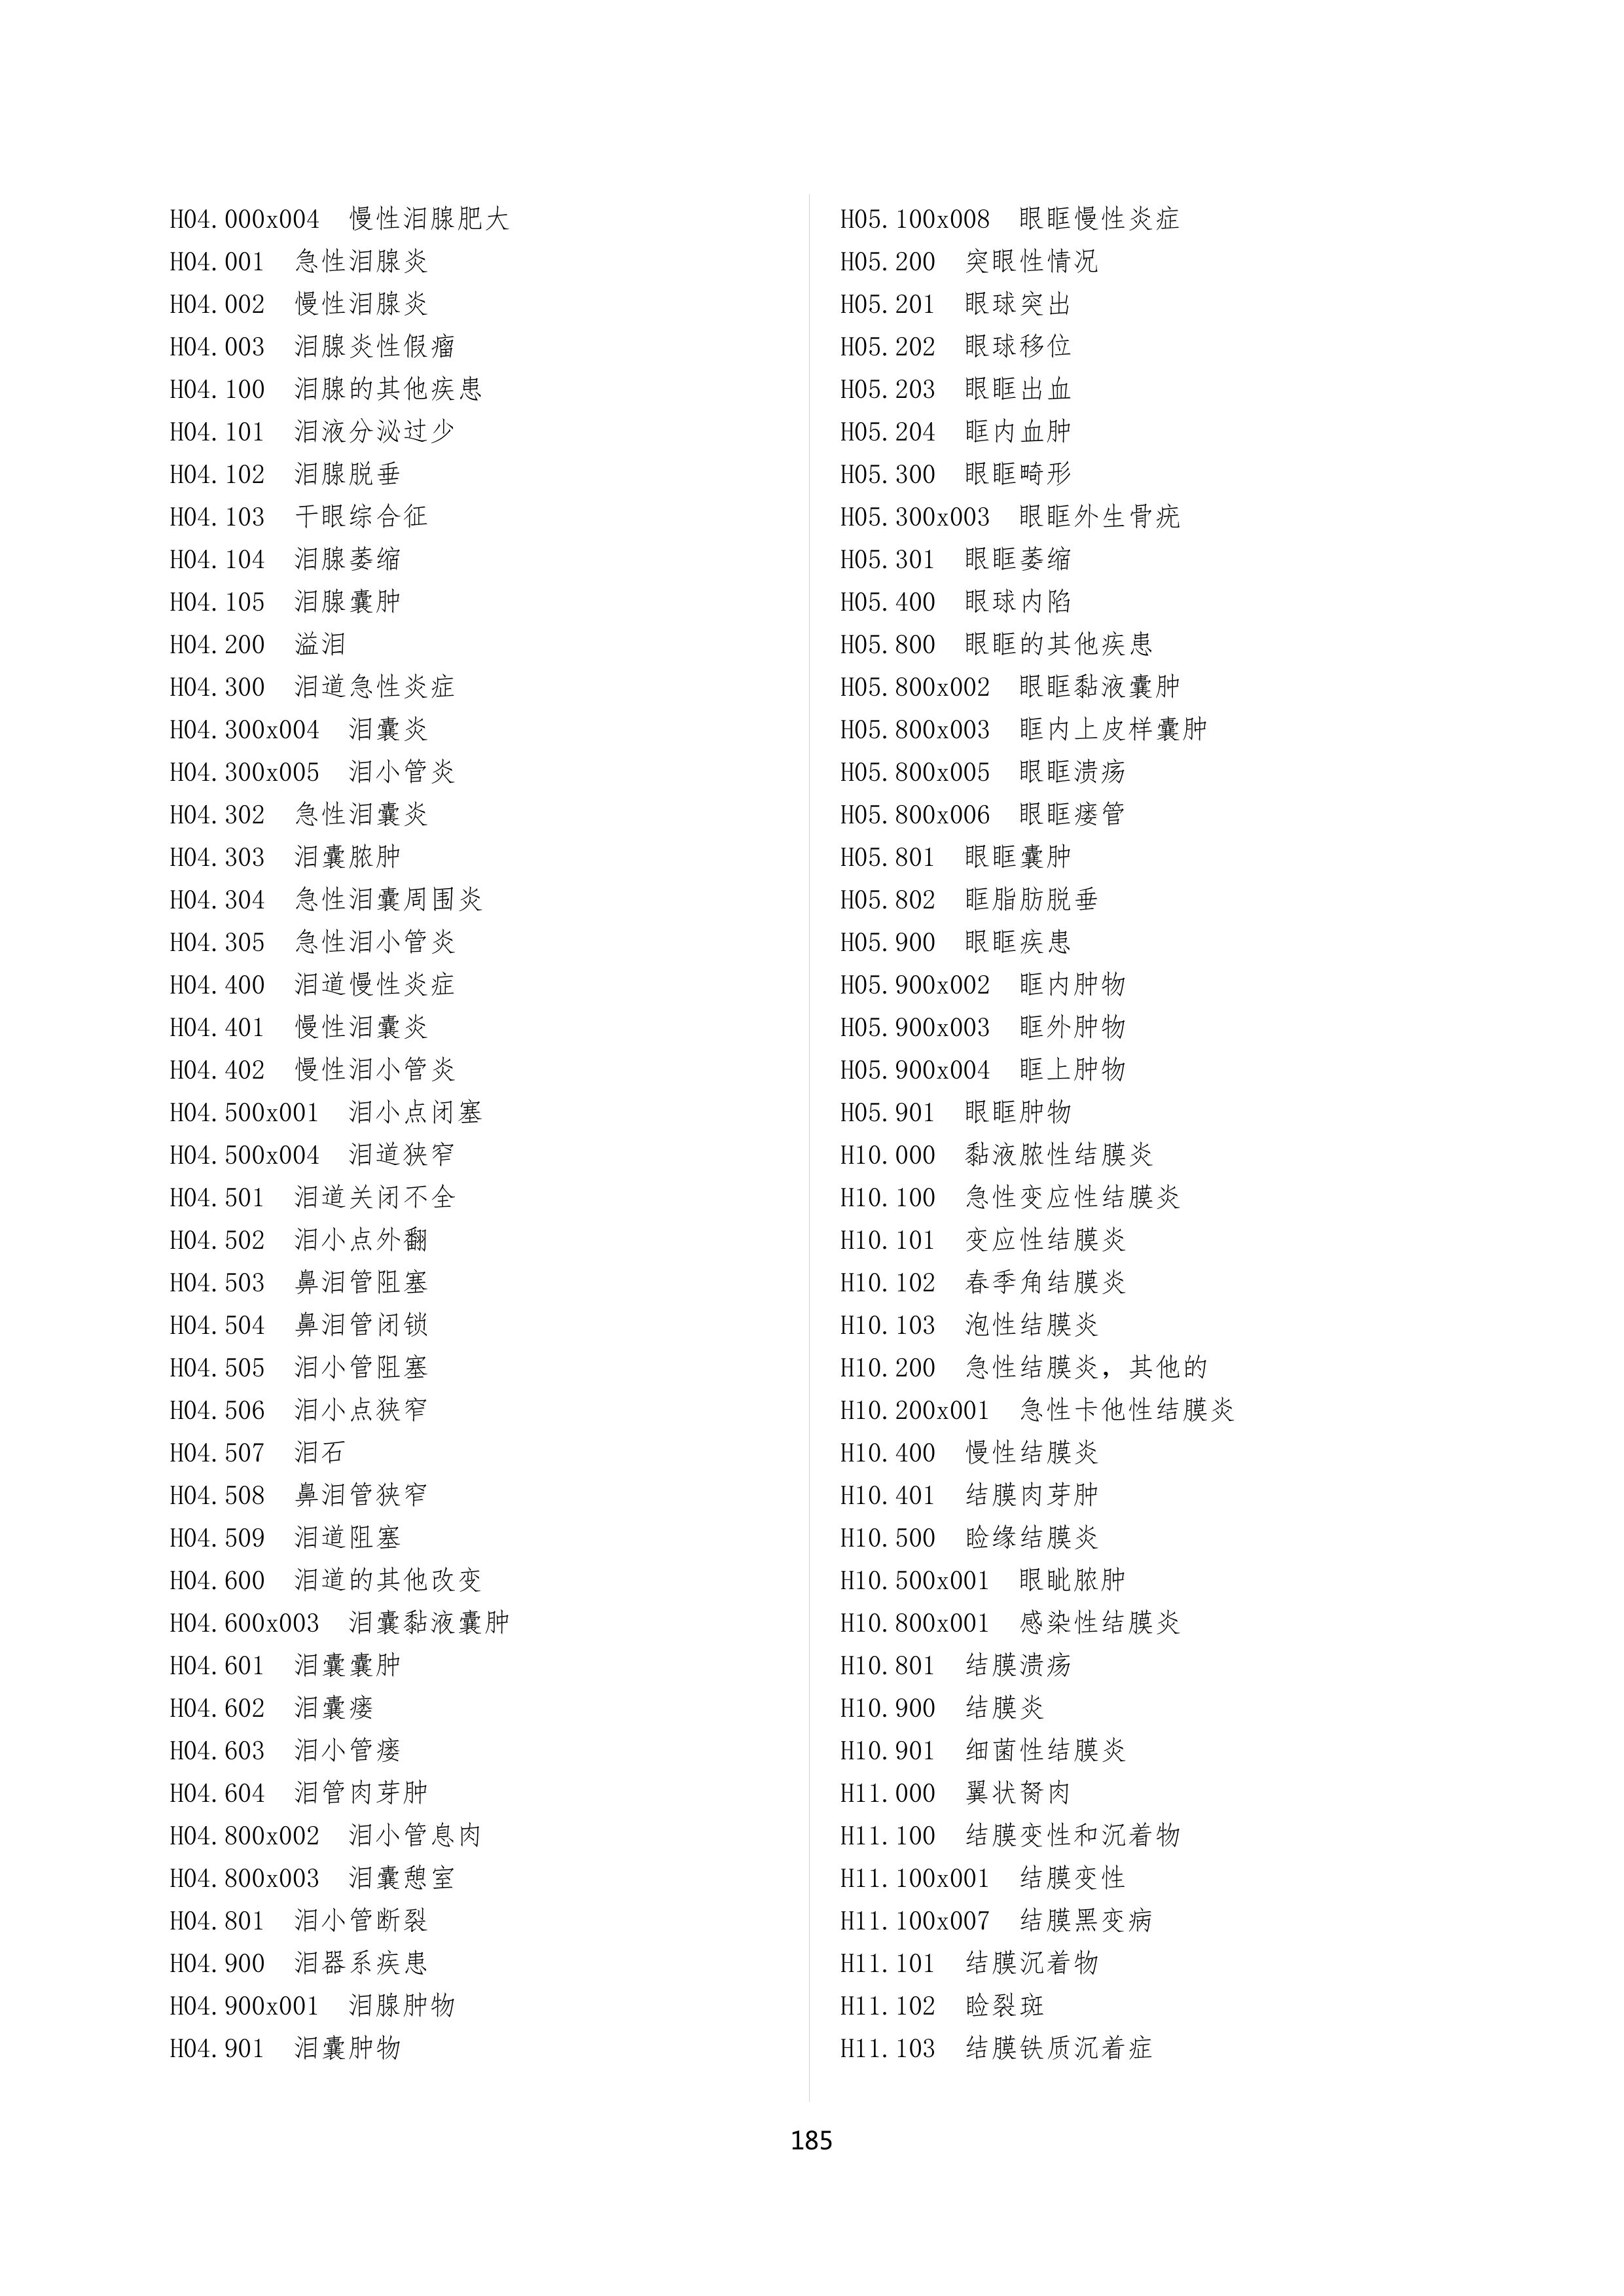 H04.000x004 慢性泪腺肥大
H04.001 急性泪腺炎
H04.002 慢性泪腺炎
H04.003 泪腺炎性假瘤
H04.100 泪腺的其他疾患
H04.101 泪液分泌过少
H04.102 泪腺脱垂
H04.103 干眼综合征
H04.104 泪腺萎缩
H04.105 泪腺囊肿
H04.200 溢泪
H04.300 泪道急性炎症
H04.300x004 泪囊炎
H04.300x005 泪小管炎
H04.302 急性泪囊炎
H04.303 泪囊脓肿
H04.304 急性泪囊周围炎
H04.305 急性泪小管炎
H04.400 泪道慢性炎症
H04.401 慢性泪囊炎
H04.402 慢性泪小管炎
H04.500x001 泪小点闭塞
H04.500x004 泪道狭窄
H04.501 泪道关闭不全
H04.502 泪小点外翻
H04.503 鼻泪管阻塞
H04.504 鼻泪管闭锁
H04.505 泪小管阻塞
H04.506 泪小点狭窄
H04.507 泪石
H04.508 鼻泪管狭窄
H04.509 泪道阻塞
H04.600 泪道的其他改变
H04.600x003 泪囊黏液囊肿
H04.601 泪囊囊肿
H04.602 泪囊瘘
H04.603 泪小管瘘
H04.604 泪管肉芽肿
H04.800x002 泪小管息肉
H04.800x003 泪囊憩室
H04.801 泪小管断裂
H04.900 泪器系疾患
H04.900x001 泪腺肿物
H04.901 泪囊肿物
H05.100x008 眼眶慢性炎症
H05.200 突眼性情况
H05.201 眼球突出
H05.202 眼球移位
H05.203 眼眶出血
H05.204 眶内血肿
H05.300 眼眶畸形
H05.300x003 眼眶外生骨疣
H05.301 眼眶萎缩
H05.400 眼球内陷
H05.800 眼眶的其他疾患
H05.800x002 眼眶黏液囊肿
H05.800x003 眶内上皮样囊肿
H05.800x005 眼眶溃疡
H05.800x006 眼眶瘘管
H05.801 眼眶囊肿
H05.802 眶脂肪脱垂
H05.900 眼眶疾患
H05.900x002 眶内肿物
H05.900x003 眶外肿物
H05.900x004 眶上肿物
H05.901 眼眶肿物
H10.000 黏液脓性结膜炎
H10.100 急性变应性结膜炎
H10.101 变应性结膜炎
H10.102 春季角结膜炎
H10.103 泡性结膜炎
H10.200 急性结膜炎，其他的
H10.200x001 急性卡他性结膜炎
H10.400 慢性结膜炎
H10.401 结膜肉芽肿
H10.500 睑缘结膜炎
H10.500x001 眼眦脓肿
H10.800x001 感染性结膜炎
H10.801 结膜溃疡
H10.900 结膜炎
H10.901 细菌性结膜炎
H11.000 翼状胬肉
H11.100 结膜变性和沉着物
H11.100x001 结膜变性
H11.100x007 结膜黑变病
H11.101 结膜沉着物
H11.102 睑裂斑
H11.103 结膜铁质沉着症
185